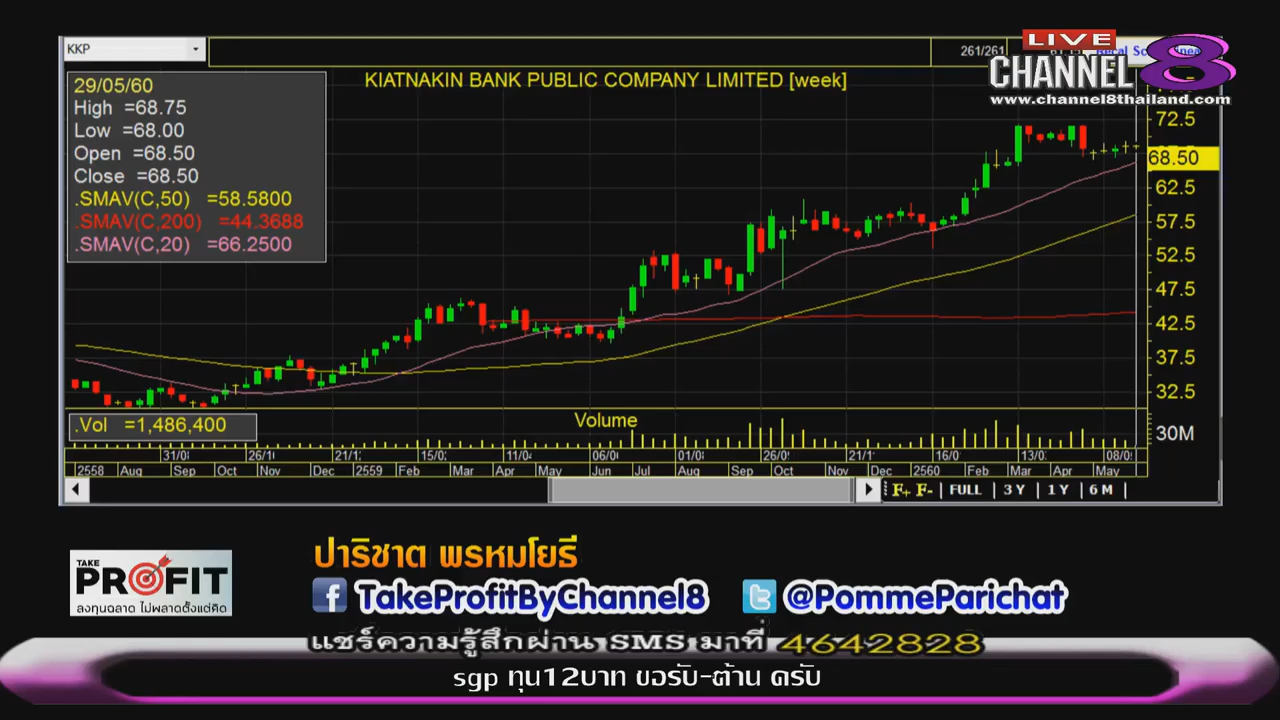 KKP
261/261
LIVE
CHANNEL 8
www.channel8thailand.com
KIATNAKIN BANK PUBLIC COMPANY LIMITED [week]
29/05/60
High =68.75
Low =68.00
Open =68.50
Close =68.50
.SMAV(C,50) =58.5800
.SMAV(C,200) =44.3688
.SMAV(C,20) =66.2500
72.5
68.50
62.5
57.5
52.5
47.5
42.5
37.5
32.5
.Vol =1,486,400
Volume
30M
2558 Aug Sep Oct Nov Dec 2559 Feb Mar Apr May Jun Jul Aug Sep Oct Nov Dec 2560 Feb Mar Apr May
F+ F- FULL 3 Y 1 Y 6 M
TAKE
PROFIT
ลงทุนฉลาด ไม่พลาดตั้งแต่คิด
ปาริชาต พรหมโยธี
TakeProfitByChannel8
@PommeParichat
แชร์ความรู้สึกผ่าน SMS มาที่ 4642828
sgp ทุน12บาท ขอรับ-ต้าน ครับ